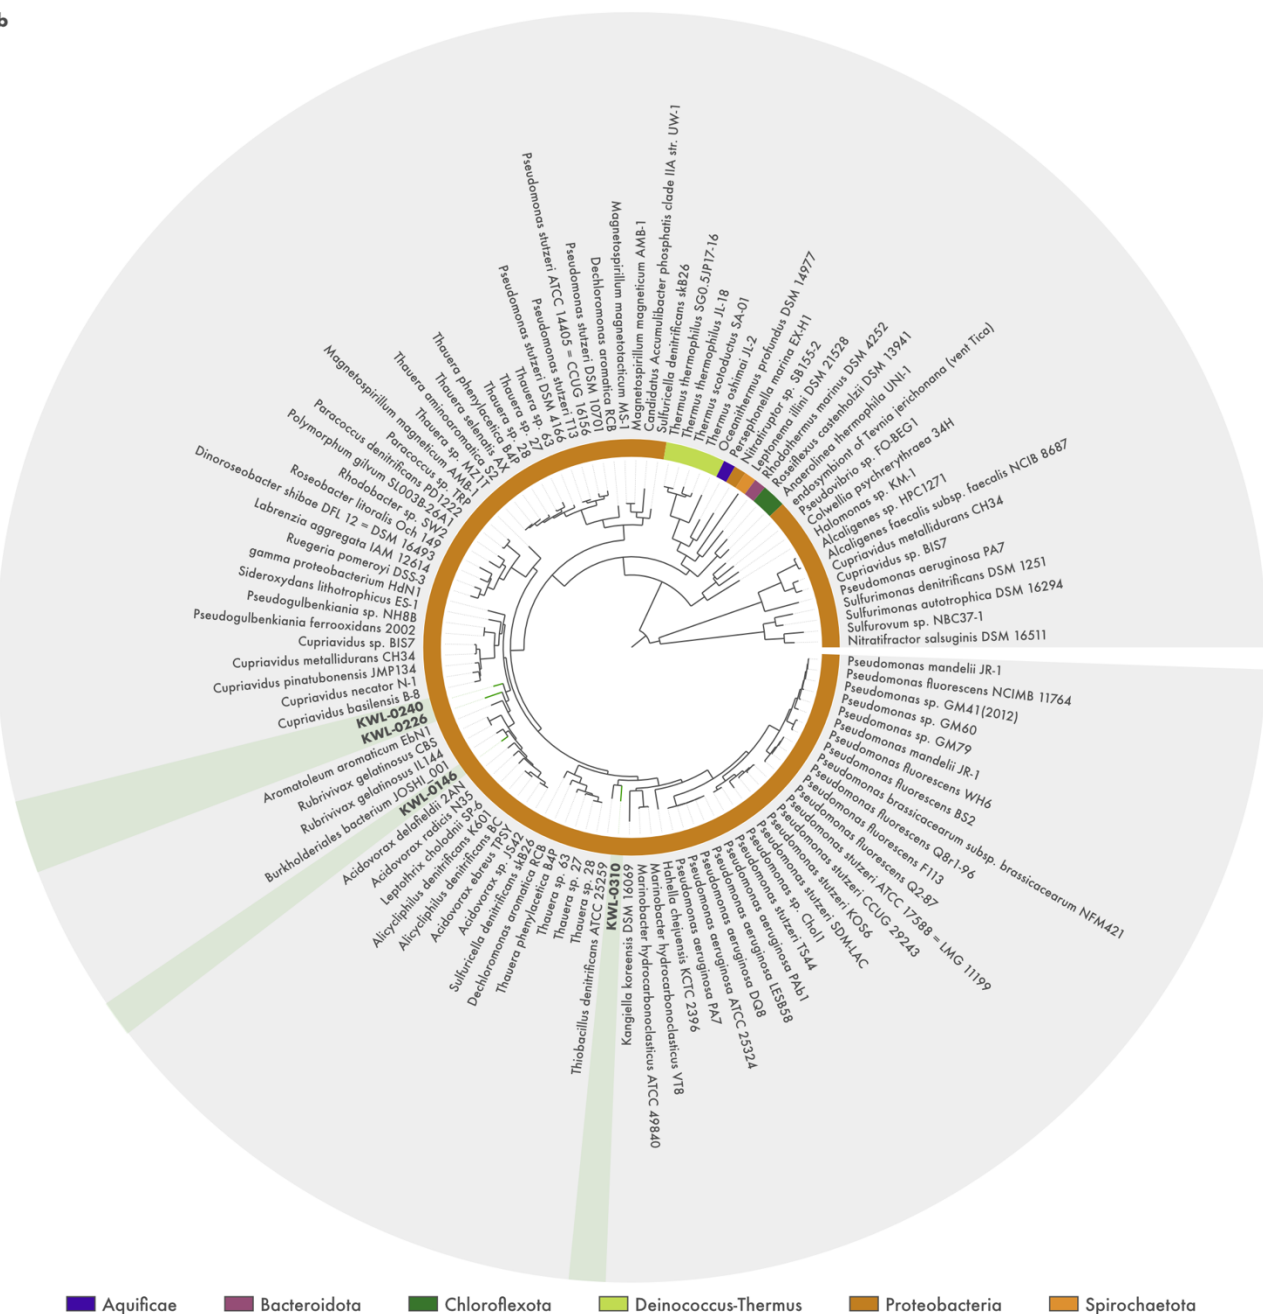 b
Pseudomonas stutzeri DSM 4166
Pseudomonas stutzeri ATCC 14405 = CCUG 16156
Pseudomonas stutzeri T13
Pseudomonas stutzeri DSM 10701
Dechloromonas aromatica RCB
Magnetospirillum magnetotacticum MS-1
Magnetospirillum magneticum AMB-1
Candidatus Accumulibacter phosphatis clade IIA str. UW-1
Sulfuricella denitrificans skB26
Thermus thermophilus SG0.5JP17-16
Thermus thermophilus JL-18
Thermus scotoductus SA-01
Thermus oshimai JL-2
Oceanithermus profundus DSM 14977
Persephonella marina EX-H1
Nitratiruptor sp. SB155-2
Leptonema illini DSM 21528
Rhodothermus marinus DSM 4252
Roseiflexus castenholzii DSM 13941
Anaerolinea thermophila UNI-1
endosymbiont of Tevnia jerichonana (vent Tica)
Pseudovibrio sp. FO-BEG1
Colwellia psychrerythraea 34H
Halomonas sp. KM-1
Alcaligenes sp. HPC1271
Alcaligenes faecalis subsp. faecalis NCIB 8687
Cupriavidus metallidurans CH34
Cupriavidus sp. BIS7
Pseudomonas aeruginosa PA7
Sulfurimonas denitrificans DSM 1251
Sulfurimonas autotrophica DSM 16294
Sulfurovum sp. NBC37-1
Nitratifractor salsuginis DSM 16511
Pseudomonas mandelii JR-1
Pseudomonas fluorescens NCIMB 11764
Pseudomonas sp. GM41(2012)
Pseudomonas sp. GM60
Pseudomonas sp. GM79
Pseudomonas mandelii JR-1
Pseudomonas fluorescens WH6
Pseudomonas fluorescens BS2
Pseudomonas brassicacearum subsp. brassicacearum NFM421
Pseudomonas fluorescens Q8r1-96
Pseudomonas fluorescens F113
Pseudomonas fluorescens Q2-87
Pseudomonas stutzeri ATCC 17588 = LMG 11199
Pseudomonas stutzeri CCUG 29243
Pseudomonas stutzeri KOS6
Pseudomonas stutzeri SDM-LAC
Pseudomonas sp. Chol1
Pseudomonas stutzeri TS44
Pseudomonas aeruginosa PAb1
Pseudomonas aeruginosa LESB58
Pseudomonas aeruginosa DQ8
Pseudomonas aeruginosa ATCC 25324
Pseudomonas aeruginosa PA7
Hahella chejuensis KCTC 2396
Marinobacter hydrocarbonoclasticus VT8
Marinobacter hydrocarbonoclasticus ATCC 49840
Kangiella koreensis DSM 16069
KWL-0310
Thiobacillus denitrificans ATCC 25259
Thauera sp. 28
Thauera sp. 27
Thauera sp. 63
Thauera phenylacetica B4P
Dechloromonas aromatica RCB
Sulfuricella denitrificans skB26
Acidovorax sp. JS42
Acidovorax ebreus TPSY
Alicycliphilus denitrificans BC
Alicycliphilus denitrificans K601
Leptothrix cholodnii SP-6
Acidovorax radicis N35
Acidovorax delafieldii 2AN
KWL-0146
Burkholderiales bacterium JOSHI_001
Rubrivivax gelatinosus IL144
Rubrivivax gelatinosus CBS
Aromatoleum aromaticum EbN1
KWL-0226
KWL-0240
Cupriavidus basilensis B-8
Cupriavidus necator N-1
Cupriavidus pinatubonensis JMP134
Cupriavidus metallidurans CH34
Cupriavidus sp. BIS7
Pseudogulbenkiania ferrooxidans 2002
Pseudogulbenkiania sp. NH8B
Sideroxydans lithotrophicus ES-1
gamma proteobacterium HdN1
Ruegeria pomeroyi DSS-3
Labrenzia aggregata IAM 12614
Dinoroseobacter shibae DFL 12 = DSM 16493
Roseobacter litoralis Och 149
Rhodobacter sp. SW2
Polymorphum gilvum SL003B-26A1
Paracoccus denitrificans PD1222
Paracoccus sp. TRP
Magnetospirillum magneticum AMB-1
Thauera sp. MZ1T
Thauera aminoaromatica S2
Thauera selenatis AX
Thauera phenylacetica B4P
Thauera sp. 28
Thauera sp. 27
Thauera sp. 63
Aquificae
Bacteroidota
Chloroflexota
Deinococcus-Thermus
Proteobacteria
Spirochaetota